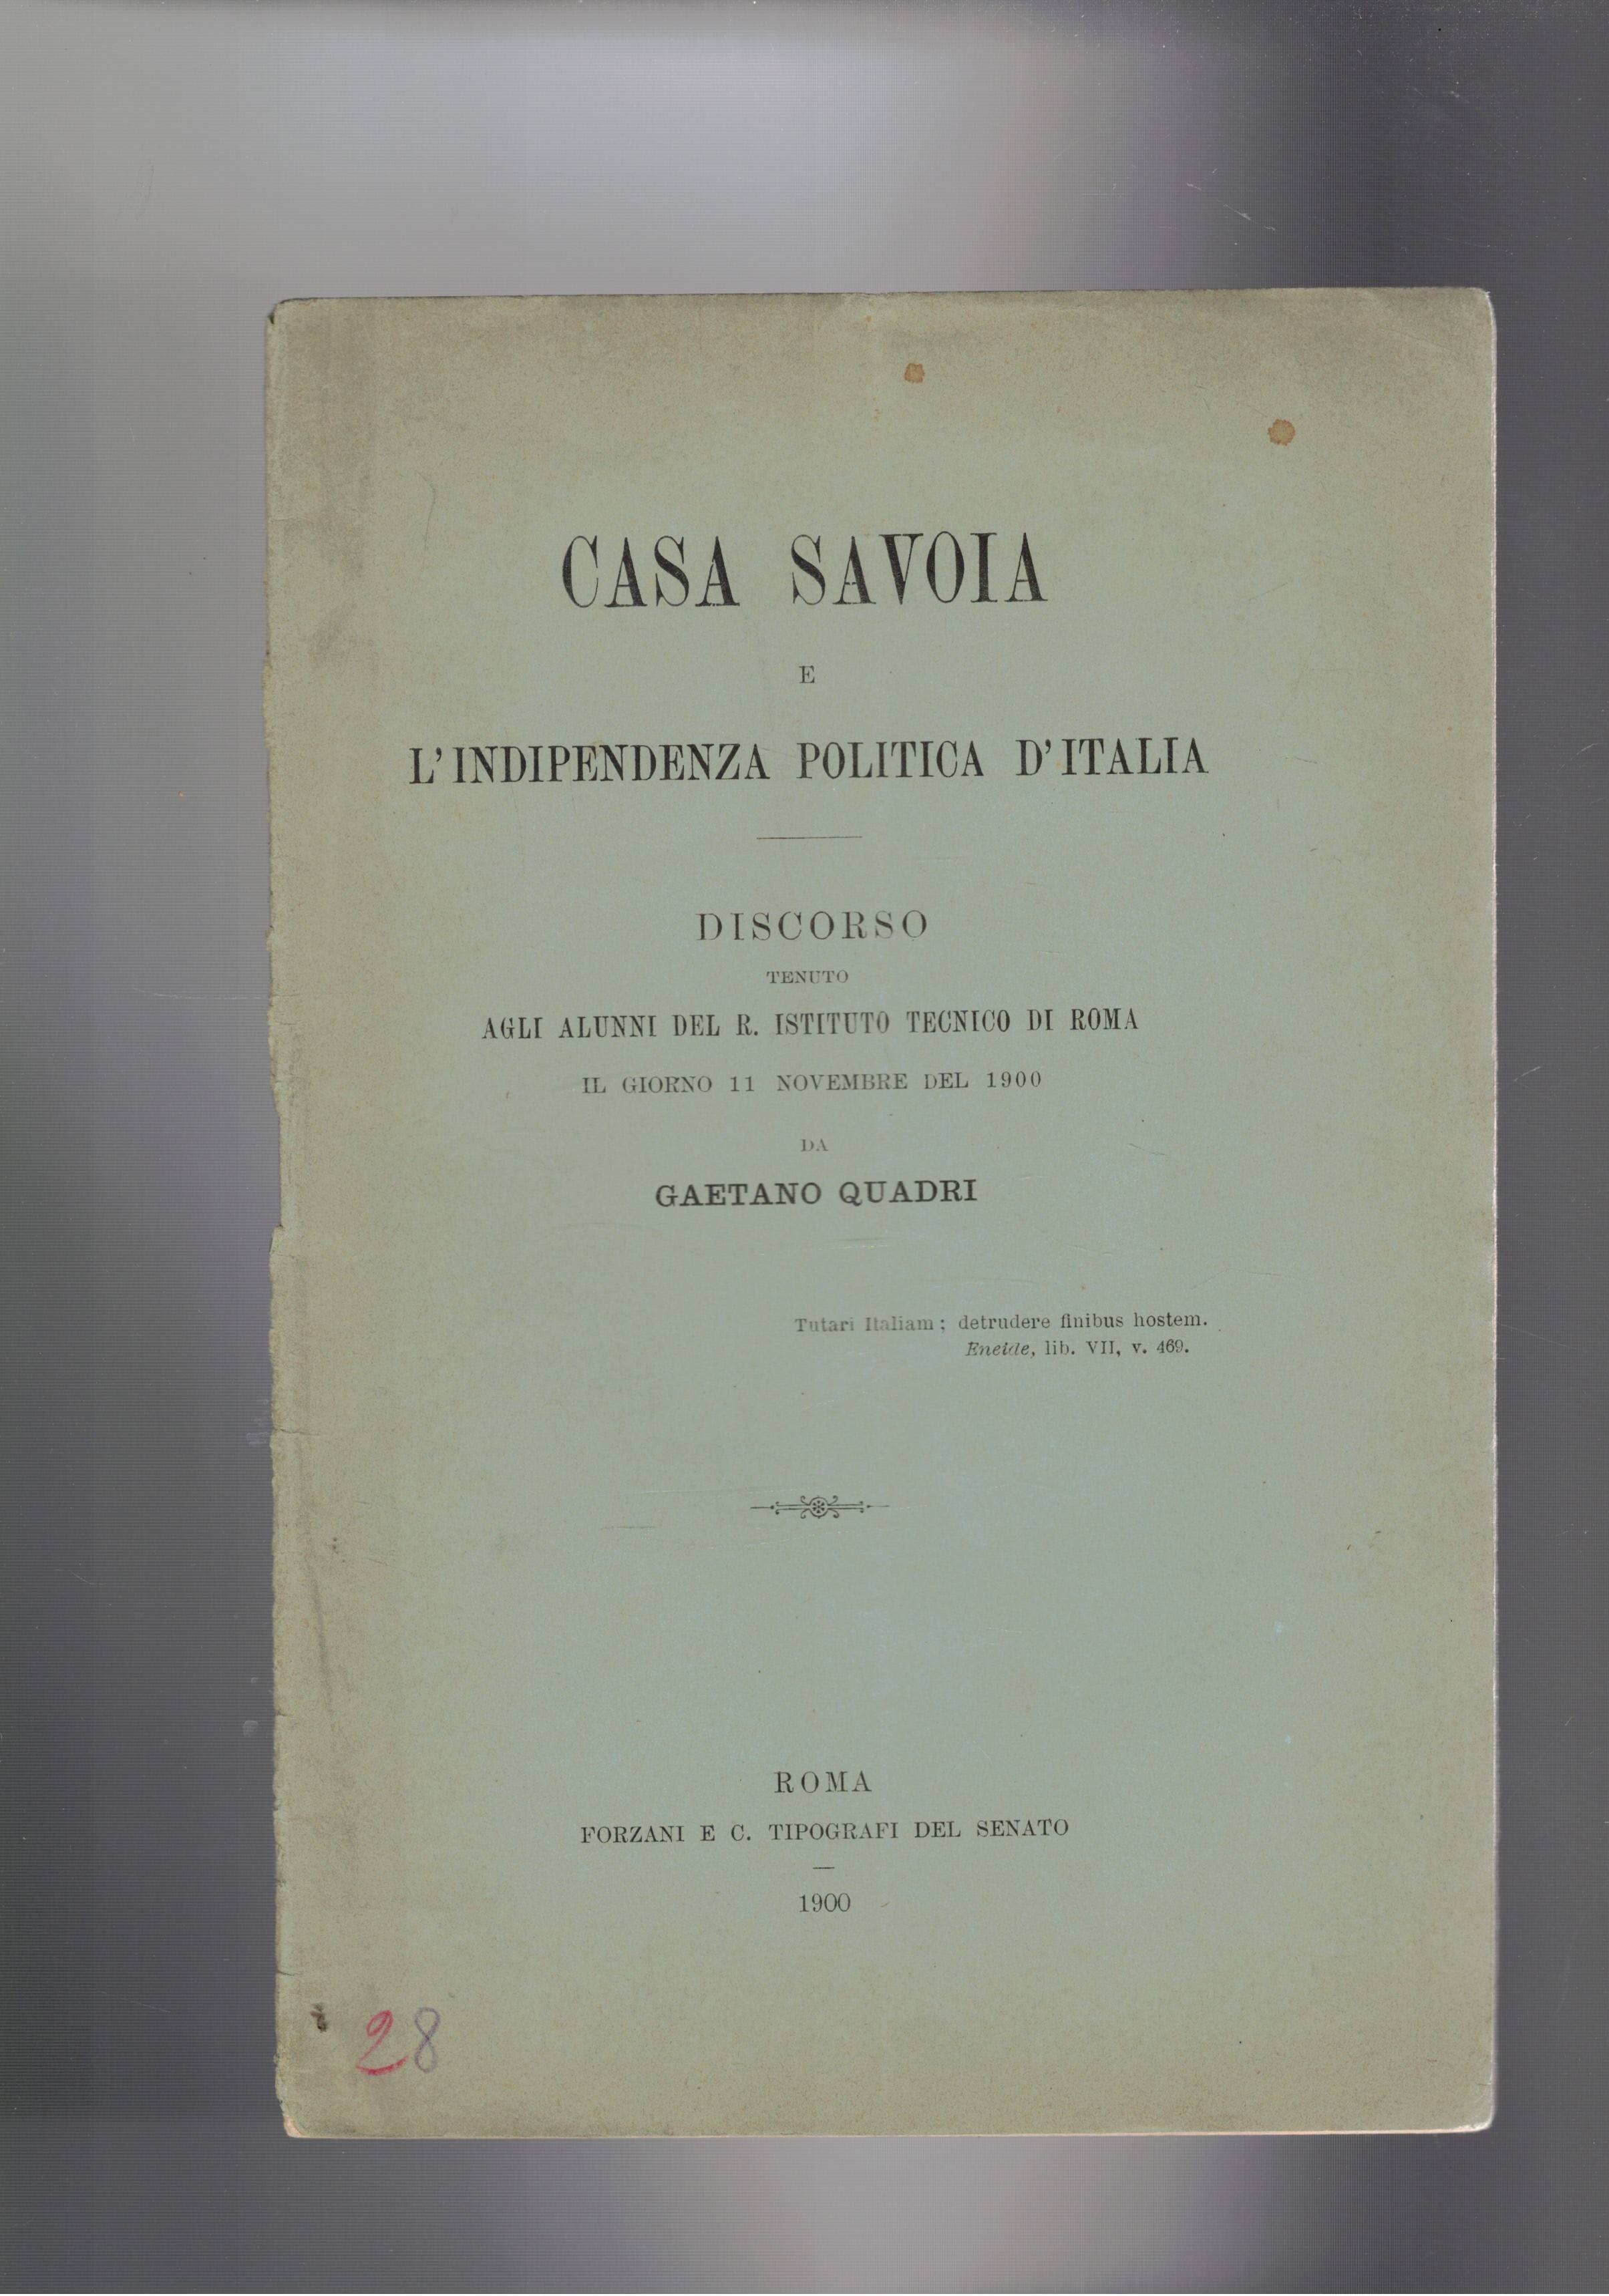 CASA SAVOIA
E
L'INDIPENDENZA POLITICA D'ITALIA
DISCORSO
TENUTO
AGLI ALUNNI DEL R. ISTITUTO TECNICO DI ROMA
IL GIORNO 11 NOVEMBRE DEL 1900
DA
GAETANO QUADRI
Tutari Italiam; detrudere finibus hostem.
Eneide, lib. VII, v. 469.
ROMA
FORZANI E C. TIPOGRAFI DEL SENATO
1900
28